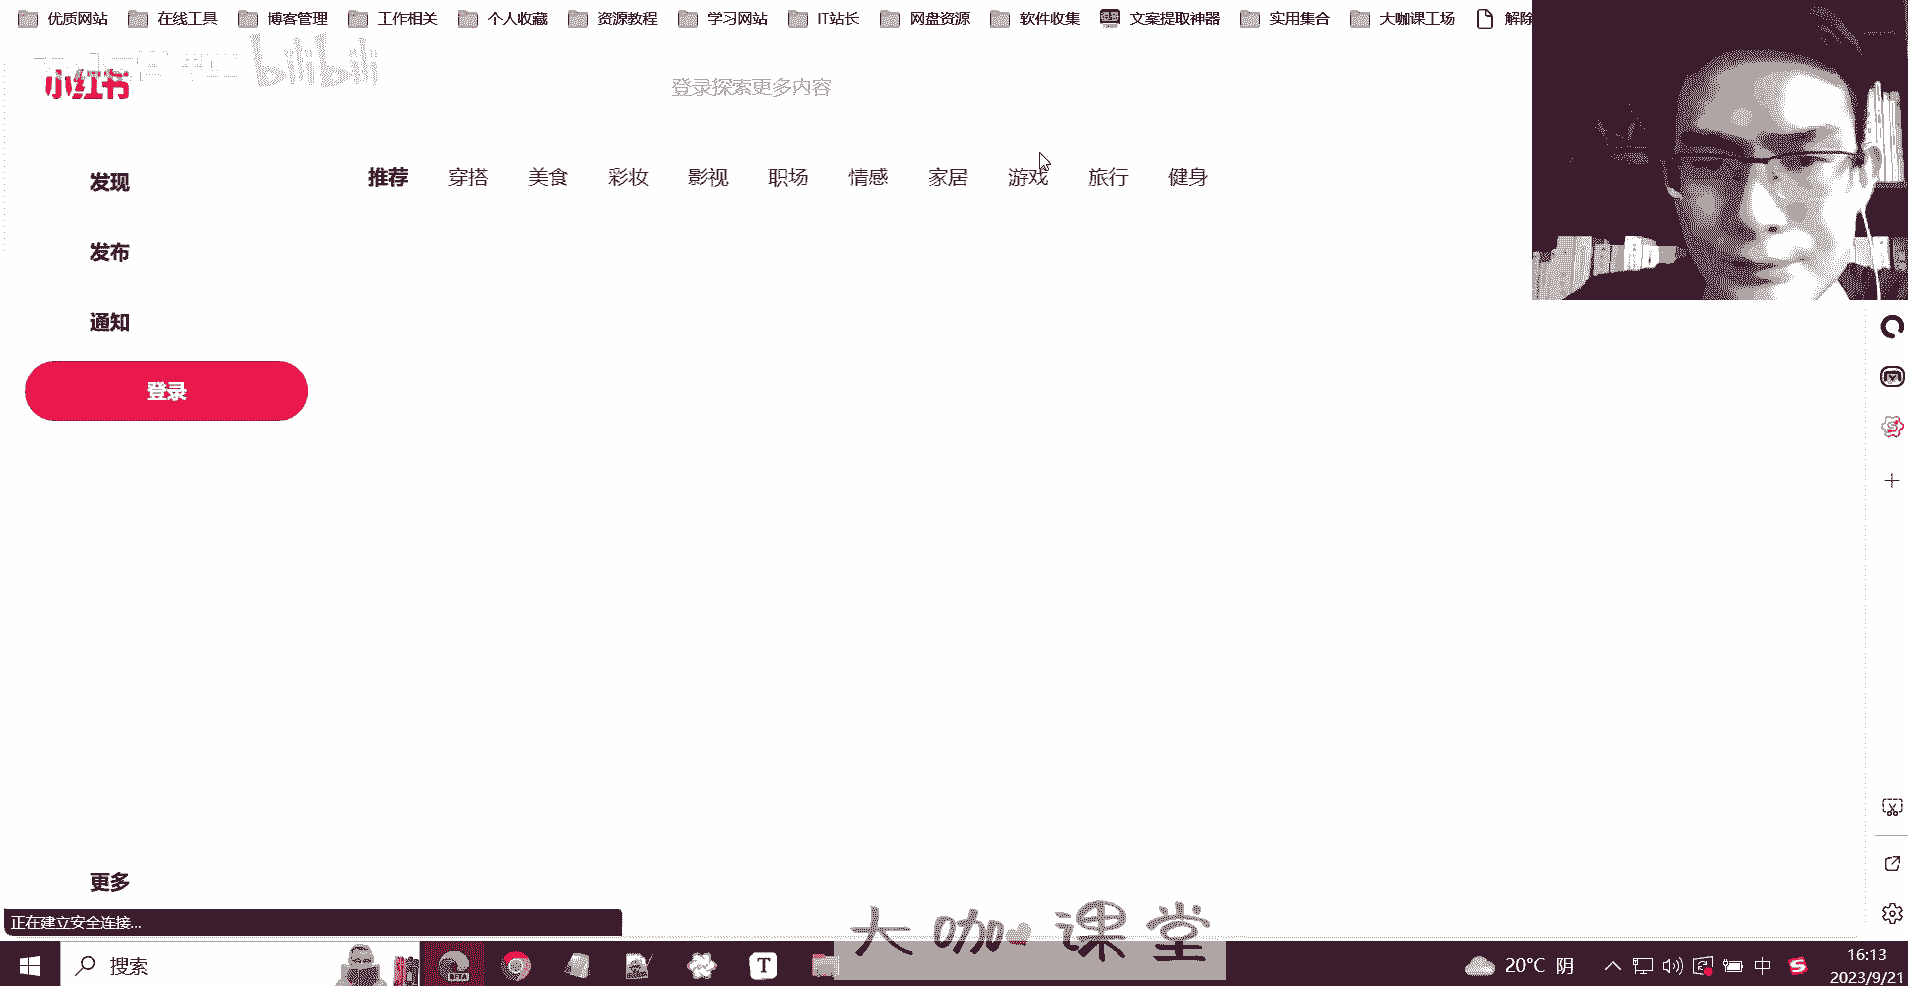 优质网站 在线工具 博客管理 工作相关 个人收藏 资源教程 学习网站 IT站长 网盘资源 软件收集 文案提取神器 实用集合 大咖课工场 解除
bilibili
小红书
登录探索更多内容
推荐 穿搭 美食 彩妆 影视 职场 情感 家居 游戏 旅行 健身
发现
发布
通知
登录
更多
正在建立安全连接...
大咖课堂
搜索
BETA
T
20°C 阴
中
S
16:13
2023/9/21